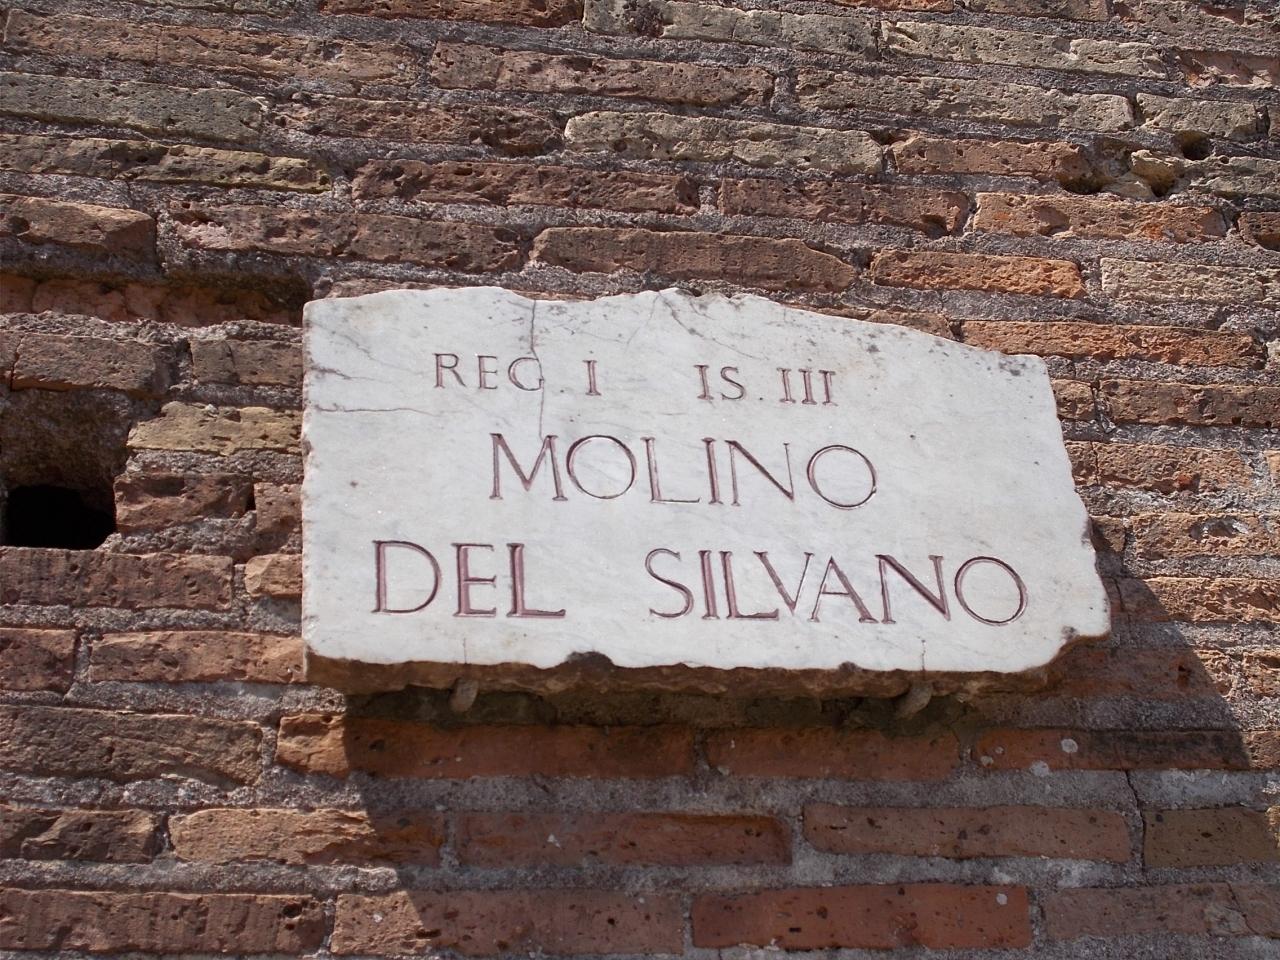 REG. I IS. III
MOLINO
DEL SILVANO